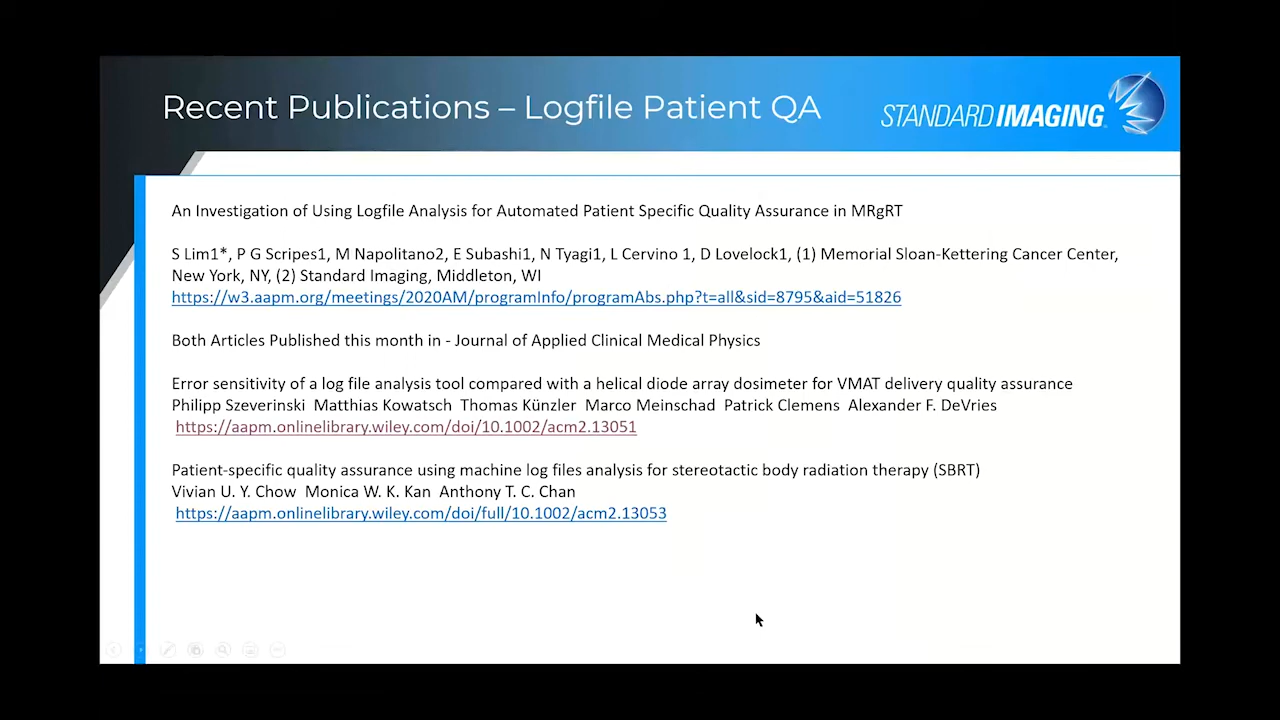 Recent Publications – Logfile Patient QA
STANDARD IMAGING
An Investigation of Using Logfile Analysis for Automated Patient Specific Quality Assurance in MRgRT
S Lim1*, P G Scripes1, M Napolitano2, E Subashi1, N Tyagi1, L Cervino 1, D Lovelock1, (1) Memorial Sloan-Kettering Cancer Center,
New York, NY, (2) Standard Imaging, Middleton, WI
https://w3.aapm.org/meetings/2020AM/programInfo/programAbs.php?t=all&sid=8795&aid=51826
Both Articles Published this month in - Journal of Applied Clinical Medical Physics
Error sensitivity of a log file analysis tool compared with a helical diode array dosimeter for VMAT delivery quality assurance
Philipp Szeverinski  Matthias Kowatsch  Thomas Künzler  Marco Meinschad  Patrick Clemens  Alexander F. DeVries
https://aapm.onlinelibrary.wiley.com/doi/10.1002/acm2.13051
Patient-specific quality assurance using machine log files analysis for stereotactic body radiation therapy (SBRT)
Vivian U. Y. Chow  Monica W. K. Kan  Anthony T. C. Chan
https://aapm.onlinelibrary.wiley.com/doi/full/10.1002/acm2.13053